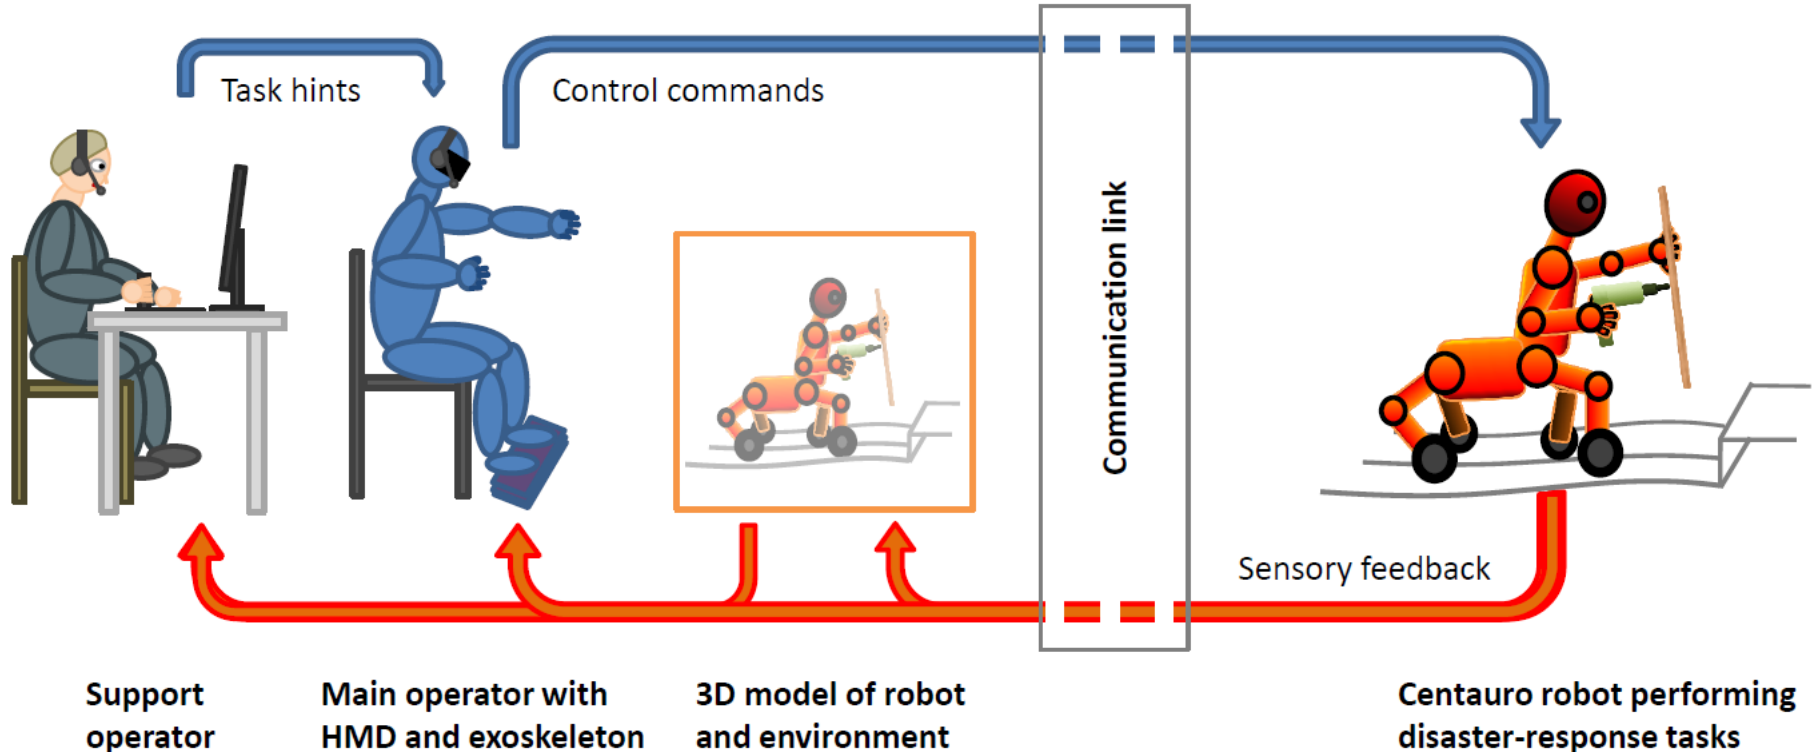 Task hints
Control commands
Communication link
Sensory feedback
Support
operator
Main operator with
HMD and exoskeleton
3D model of robot
and environment
Centauro robot performing
disaster-response tasks